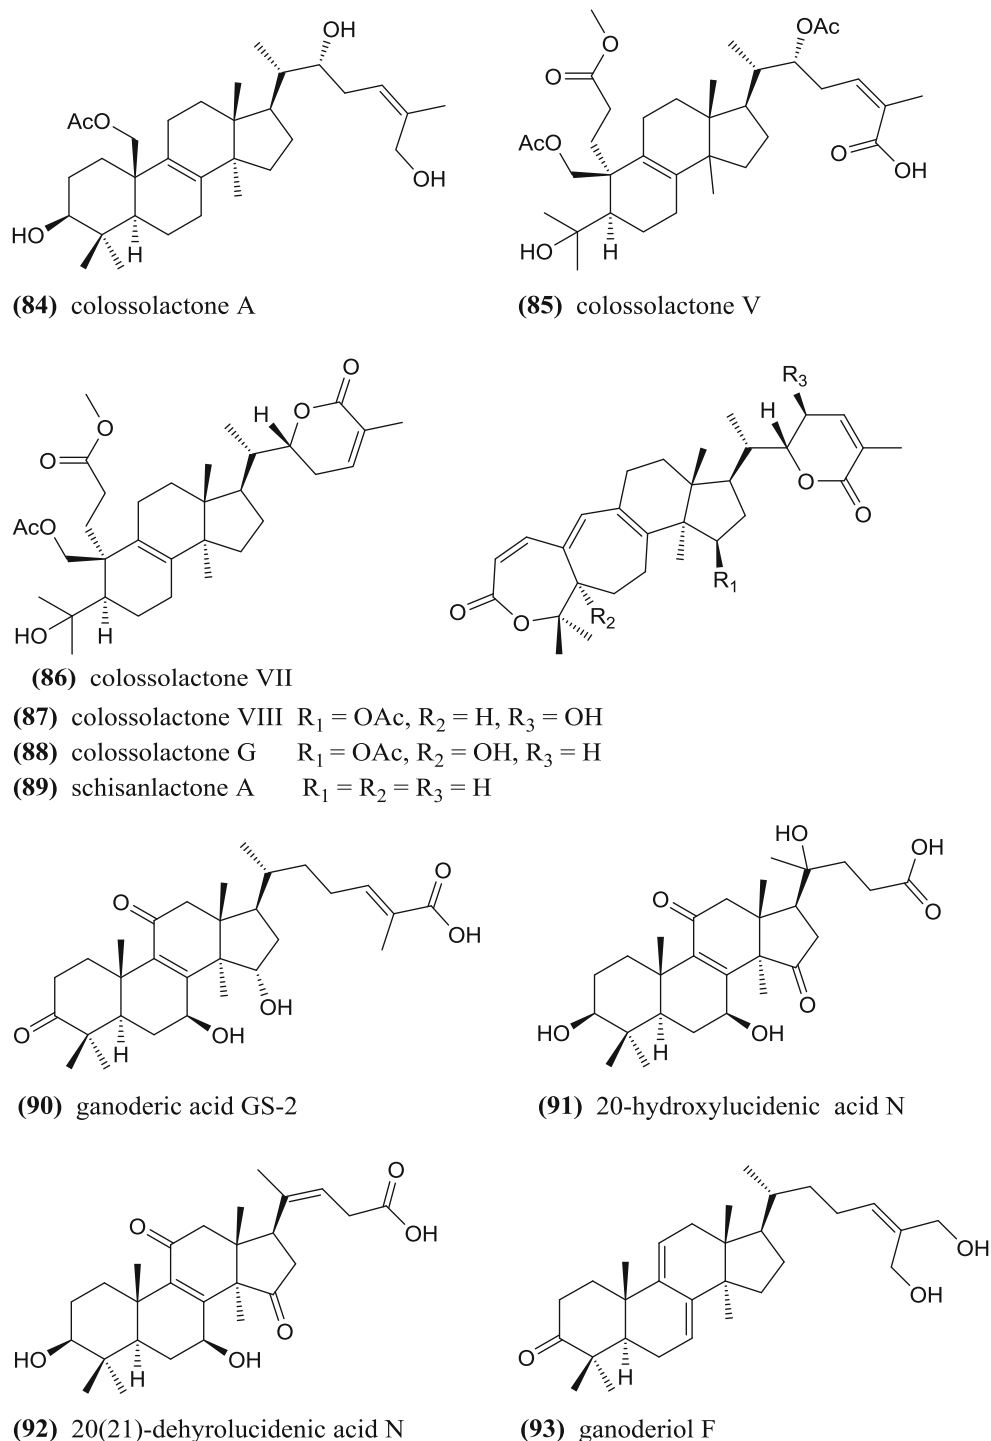 OH
AcO
OH
HO
H
(84) colossolactone A
O
O
OAc
AcO
O
OH
HO
H
(85) colossolactone V
O
O
H
O
O
AcO
HO
H
(86) colossolactone VII
R3
H
O
O
R1
R2
O
O
(87) colossolactone VIII R1 = OAc, R2 = H, R3 = OH
(88) colossolactone G R1 = OAc, R2 = OH, R3 = H
(89) schisanlactone A R1 = R2 = R3 = H
O
O
OH
OH
O
OH
H
(90) ganoderic acid GS-2
HO
OH
O
O
O
HO
OH
H
(91) 20-hydroxylucidenic acid N
O
O
OH
O
HO
OH
H
(92) 20(21)-dehyrolucidenic acid N
OH
OH
O
H
(93) ganoderiol F